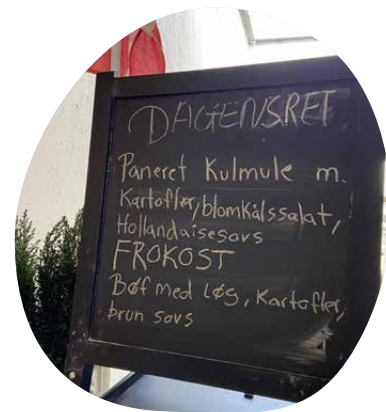 DAGENSRET
Paneret Kulmule m.
Kartofler, blomkålssalat,
Hollandaisesovs
FROKOST
Bøf med løg, Kartofler,
brun sovs